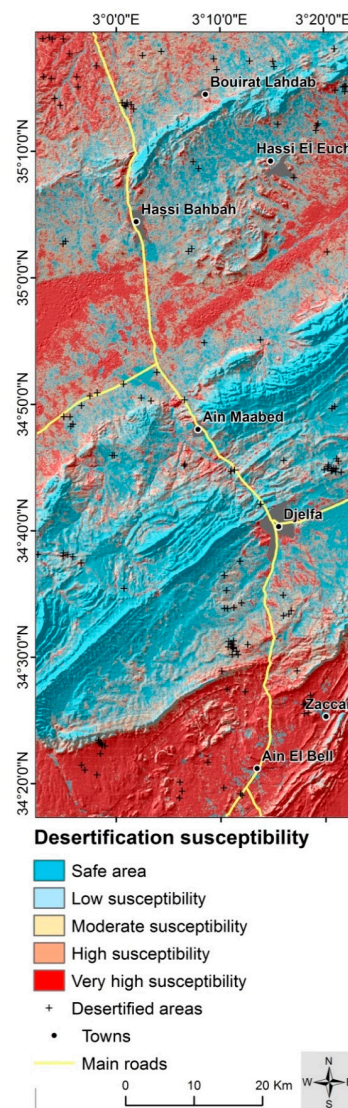 3°0'0"E 3°10'0"E 3°20'0"E
Bouirat Lahdab
35°10'0"N
Hassi El Euch
Hassi Bahbah
35°0'0"N
34°50'0"N
Ain Maabed
34°40'0"N
Djelfa
34°30'0"N
Zaccar
Ain El Bell
34°20'0"N
Desertification susceptibility
Safe area
Low susceptibility
Moderate susceptibility
High susceptibility
Very high susceptibility
+ Desertified areas
Towns
Main roads
N
W
S
0 10 20 Km